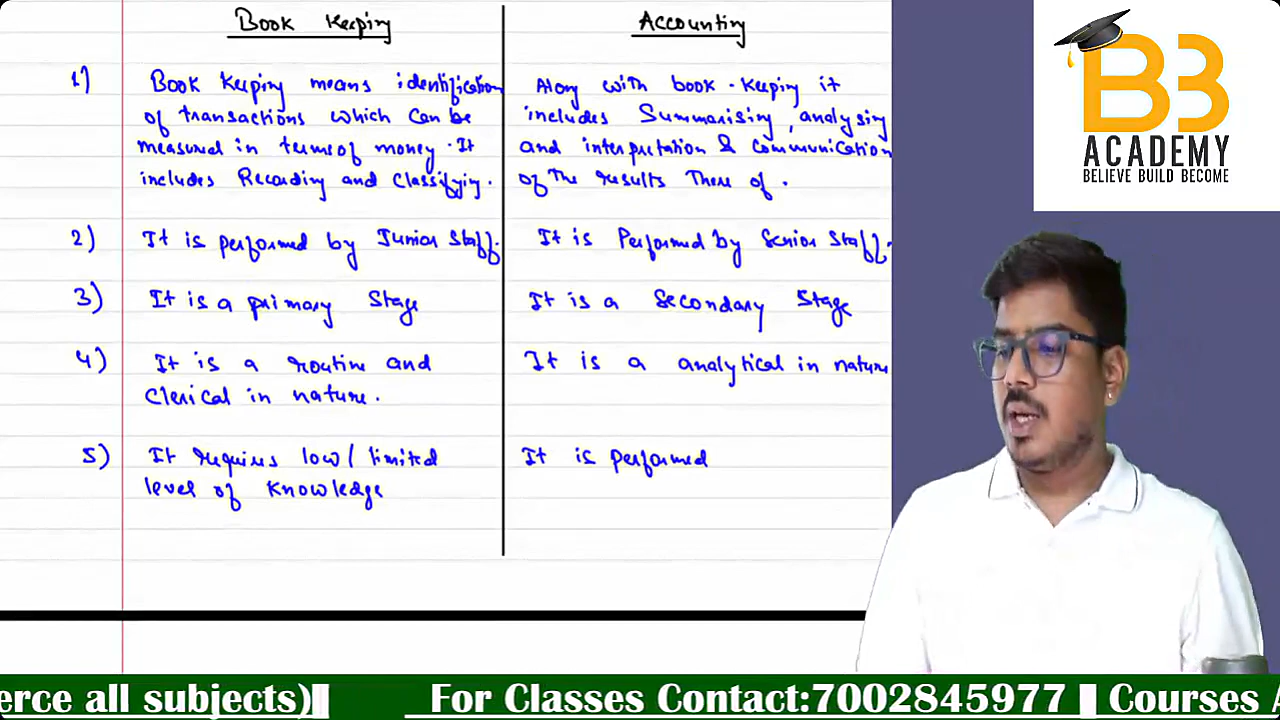 Book Keeping
Accounting
1)
Book Keeping means identification
of transactions which can be
measured in terms of money. It
includes Recording and Classifying.
Along with book-keeping it
includes Summarising, analysing
and interpretation & communication
of the results There of.
2)
It is performed by Junior Staff.
It is Performed by Senior Staff.
3)
It is a primary Stage
It is a Secondary Stage
4)
It is a routine and
Clerical in nature.
It is a analytical in nature
5)
It requires low/limited
level of Knowledge
It is performed
B3
ACADEMY
BELIEVE BUILD BECOME
erce all subjects) For Classes Contact:7002845977 Courses A